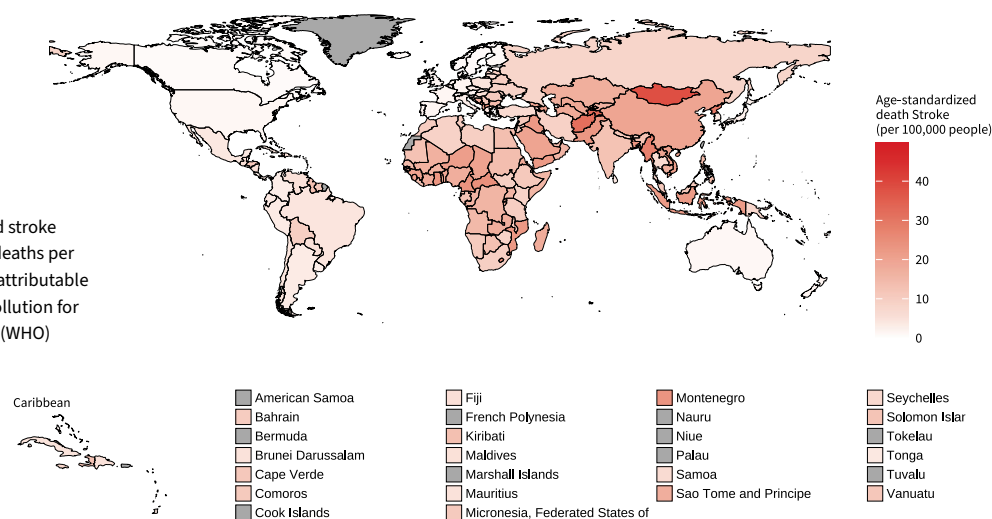 Age-standardized
death Stroke
(per 100,000 people)
40
30
20
10
0
d stroke
deaths per
attributable
ollution for
(WHO)
Caribbean
American Samoa
Bahrain
Bermuda
Brunei Darussalam
Cape Verde
Comoros
Cook Islands
Fiji
French Polynesia
Kiribati
Maldives
Marshall Islands
Mauritius
Micronesia, Federated States of
Montenegro
Nauru
Niue
Palau
Samoa
Sao Tome and Principe
Seychelles
Solomon Islar
Tokelau
Tonga
Tuvalu
Vanuatu